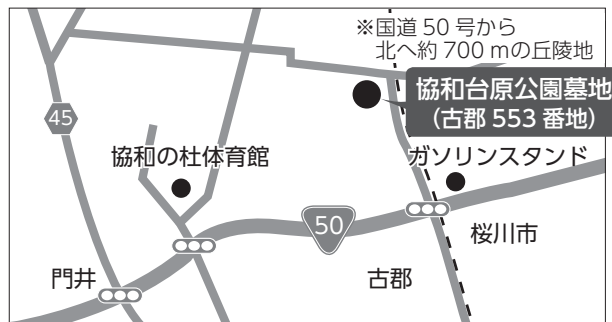 ※国道 50 号から
北へ約 700 mの丘陵地
協和台原公園墓地
（古郡 553 番地）
45
協和の杜体育館
ガソリンスタンド
50
桜川市
門井
古郡